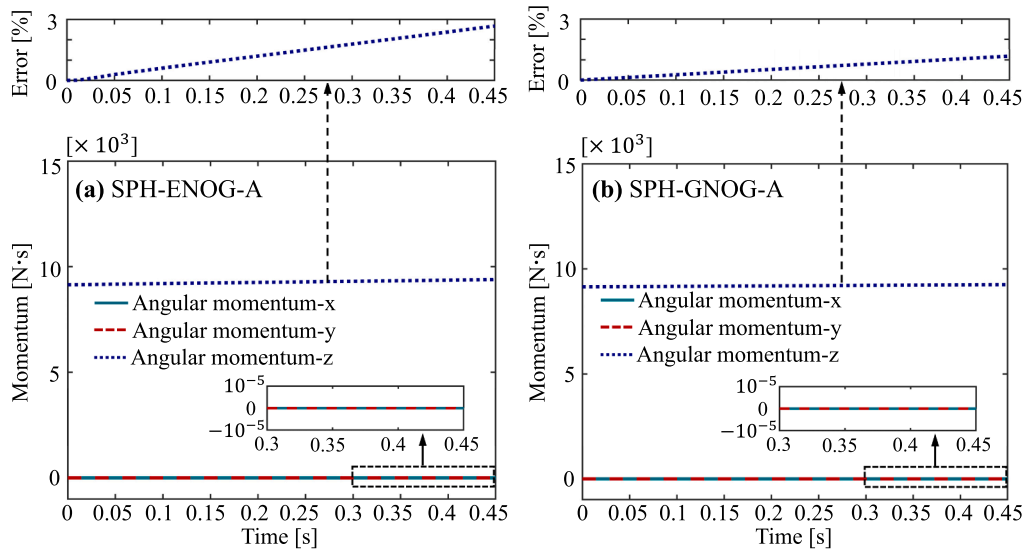 Error [%]
3
0
0 0.05 0.1 0.15 0.2 0.25 0.3 0.35 0.4 0.45
[× 10³]
15
(a) SPH-ENOG-A
10
Momentum [N·s]
Angular momentum-x
Angular momentum-y
Angular momentum-z
5
10⁻⁵
0
−10⁻⁵
0.3 0.35 0.4 0.45
0
0 0.05 0.1 0.15 0.2 0.25 0.3 0.35 0.4 0.45
Time [s]
Error [%]
3
0
0 0.05 0.1 0.15 0.2 0.25 0.3 0.35 0.4 0.45
[× 10³]
15
(b) SPH-GNOG-A
10
Momentum [N·s]
Angular momentum-x
Angular momentum-y
Angular momentum-z
5
10⁻⁵
0
−10⁻⁵
0.3 0.35 0.4 0.45
0
0 0.05 0.1 0.15 0.2 0.25 0.3 0.35 0.4 0.45
Time [s]